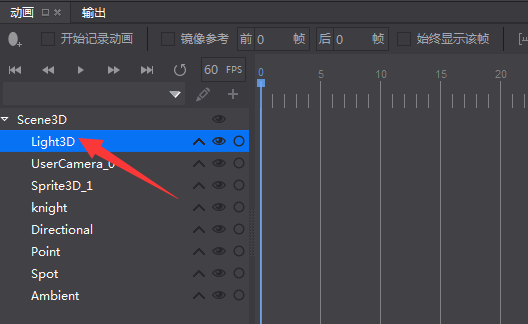 动画 输出
开始记录动画 镜像参考 前 0 帧 后 0 帧 始终显示该帧
60 FPS 0 5 10 15 20
Scene3D
Light3D
UserCamera_0
Sprite3D_1
knight
Directional
Point
Spot
Ambient